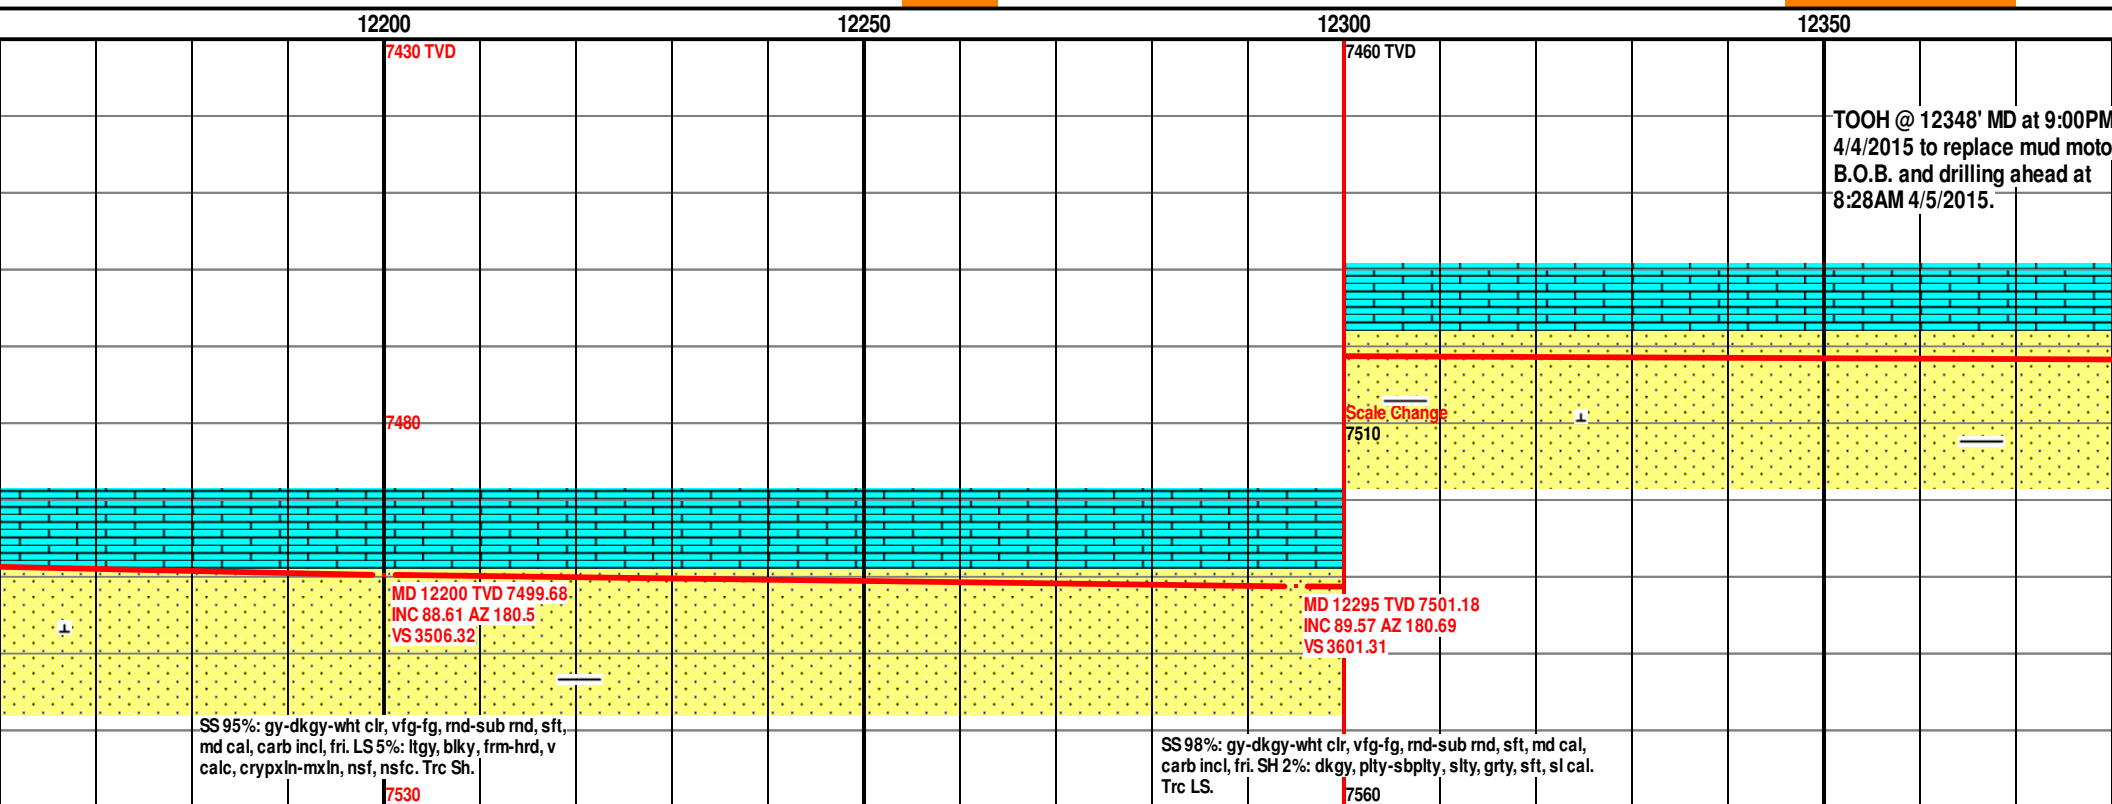 12200
12250
12300
12350
7430 TVD
7460 TVD
TOOH @ 12348' MD at 9:00PM
4/4/2015 to replace mud moto
B.O.B. and drilling ahead at
8:28AM 4/5/2015.
7480
Scale Change
7510
MD 12200 TVD 7499.68
INC 88.61 AZ 180.5
VS 3506.32
MD 12295 TVD 7501.18
INC 89.57 AZ 180.69
VS 3601.31
SS 95%: gy-dkgy-wht clr, vfg-fg, rnd-sub rnd, sft,
md cal, carb incl, fri. LS 5%: ltgy, blky, frm-hrd, v
calc, crypxln-mxln, nsf, nsfc. Trc Sh.
SS 98%: gy-dkgy-wht clr, vfg-fg, rnd-sub rnd, sft, md cal,
carb incl, fri. SH 2%: dkgy, plty-sbplty, slty, grty, sft, sl cal.
Trc LS.
7530
7560